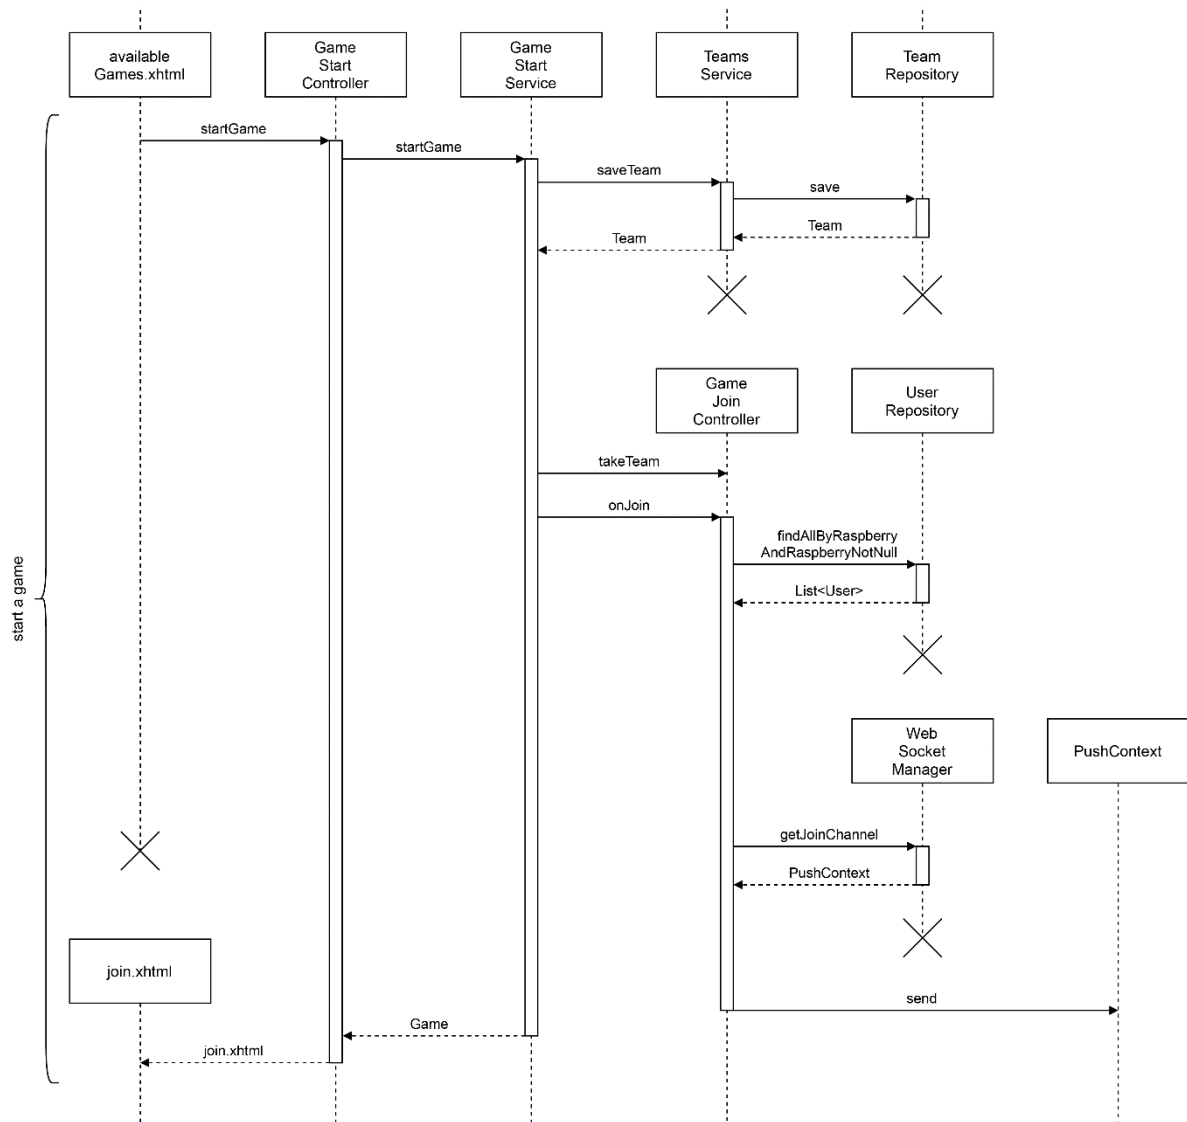 available
Games.xhtml
Game
Start
Controller
Game
Start
Service
Teams
Service
Team
Repository
startGame
startGame
saveTeam
save
Team
Team
Game
Join
Controller
User
Repository
takeTeam
onJoin
findAllByRaspberry
AndRaspberryNotNull
List<User>
start a game
Web
Socket
Manager
PushContext
getJoinChannel
PushContext
join.xhtml
send
Game
join.xhtml